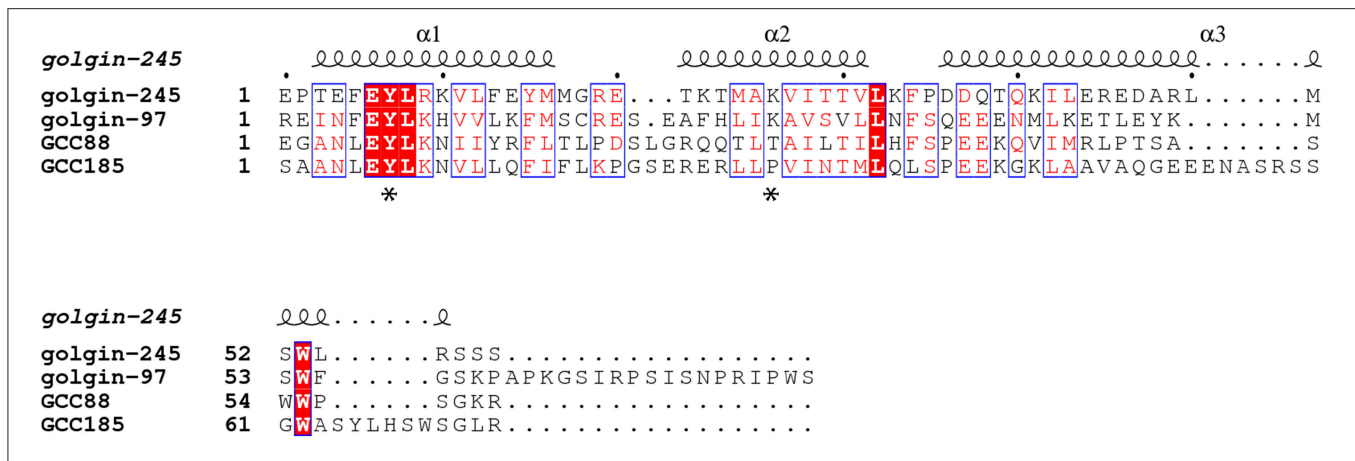 α1 α2 α3
golgin-245
golgin-245 1 EPTEFEYLRKVLFEYMMGRE...TKTMAKVITTVLKFPDDQTQKILEREDARL.......M
golgin-97 1 REINFEYLKHVVLKFMSCRES.EAFHLIKAVSVLLNFSQEEENMLKETLEYK.......M
GCC88 1 EGANLEYLKNIIYRFLTLPDSLGRQQTLTAILTILHFSPEEKQVIMRLPTSA.......S
GCC185 1 SAANLEYLKNVLLQFIFLKPGSERERLLPVINTMLQLSPEEKGKLAAVAQGEEENASRSS
* *
golgin-245
golgin-245 52 SWL......RSSS..................
golgin-97 53 SWF......GSKPAPKGSIRPSISNPRIPWS
GCC88 54 WWP......SGKR..................
GCC185 61 GWASYLHSWSGLR..................